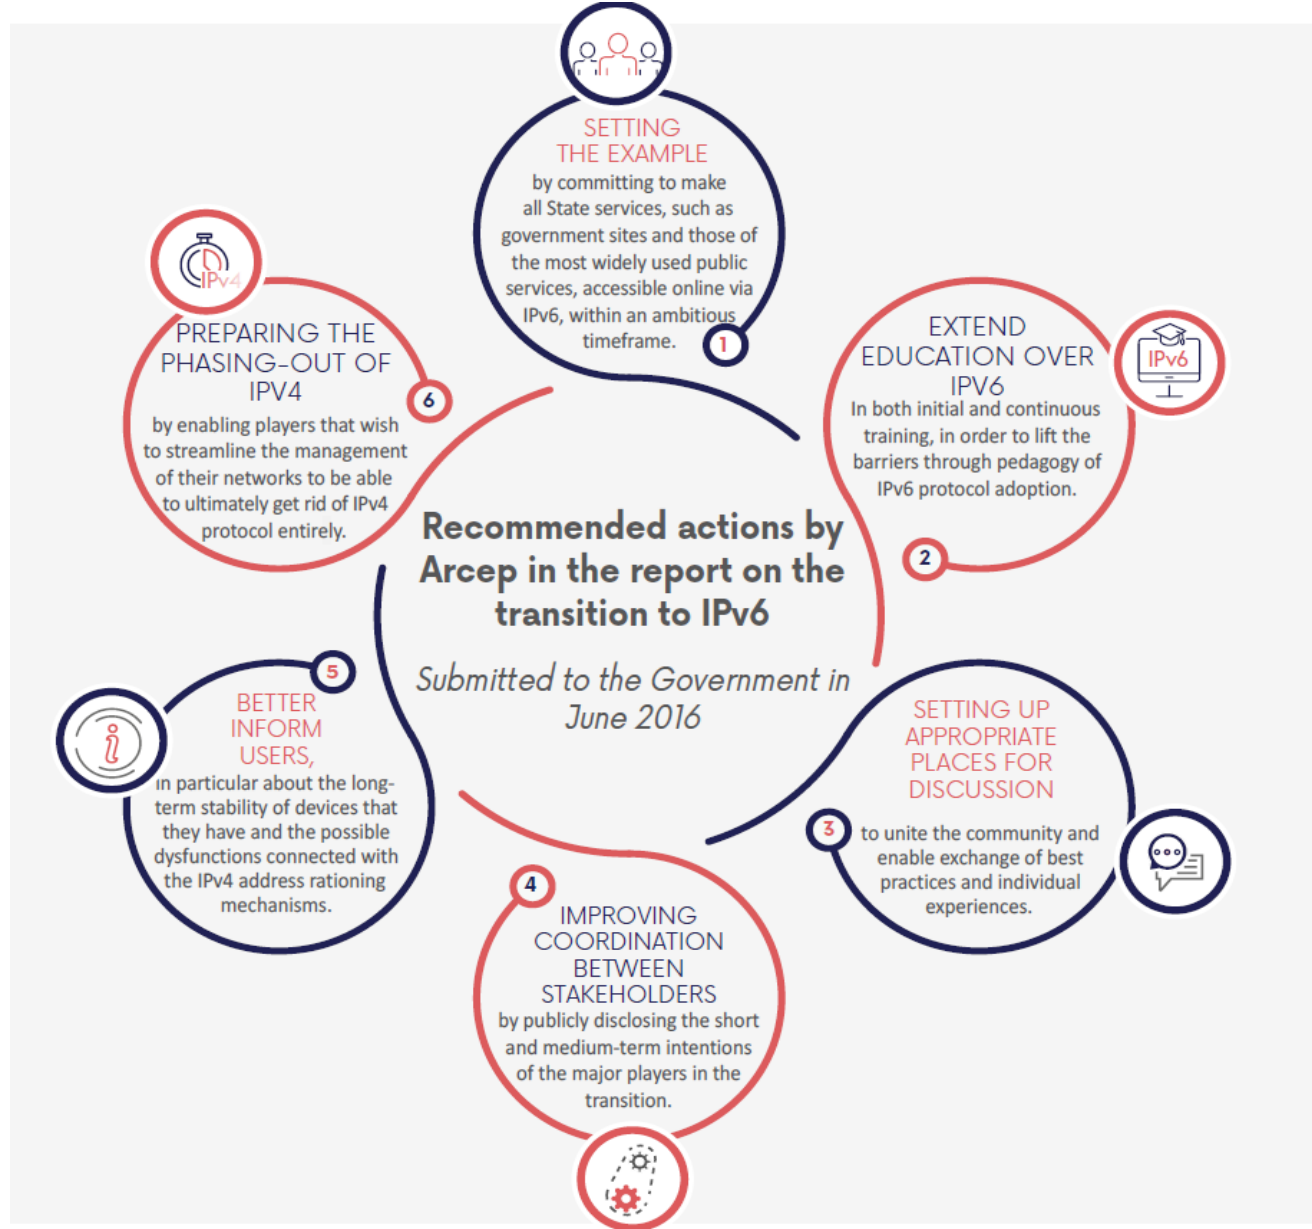 SETTING
THE EXAMPLE
by committing to make
all State services, such as
government sites and those of
the most widely used public
services, accessible online via
IPv6, within an ambitious
timeframe.
1
EXTEND
EDUCATION OVER
IPV6
In both initial and continuous
training, in order to lift the
barriers through pedagogy of
IPv6 protocol adoption.
IPv6
2
SETTING UP
APPROPRIATE
PLACES FOR
DISCUSSION
3
to unite the community and
enable exchange of best
practices and individual
experiences.
4
IMPROVING
COORDINATION
BETWEEN
STAKEHOLDERS
by publicly disclosing the short
and medium-term intentions
of the major players in the
transition.
5
BETTER
INFORM
USERS,
i
in particular about the long-
term stability of devices that
they have and the possible
dysfunctions connected with
the IPv4 address rationing
mechanisms.
IPv4
PREPARING THE
PHASING-OUT OF
IPV4
6
by enabling players that wish
to streamline the management
of their networks to be able
to ultimately get rid of IPv4
protocol entirely.
Recommended actions by
Arcep in the report on the
transition to IPv6
Submitted to the Government in
June 2016